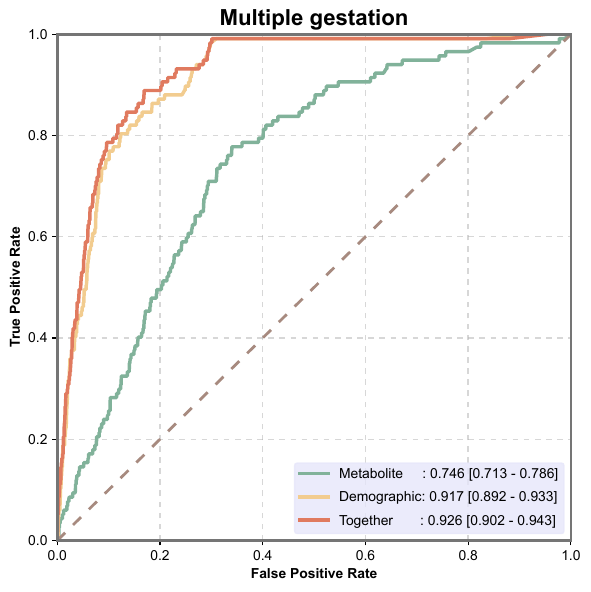 Multiple gestation
True Positive Rate
1.0
0.8
0.6
0.4
0.2
0.0
Metabolite : 0.746 [0.713 - 0.786]
Demographic: 0.917 [0.892 - 0.933]
Together : 0.926 [0.902 - 0.943]
0.0 0.2 0.4 0.6 0.8 1.0
False Positive Rate